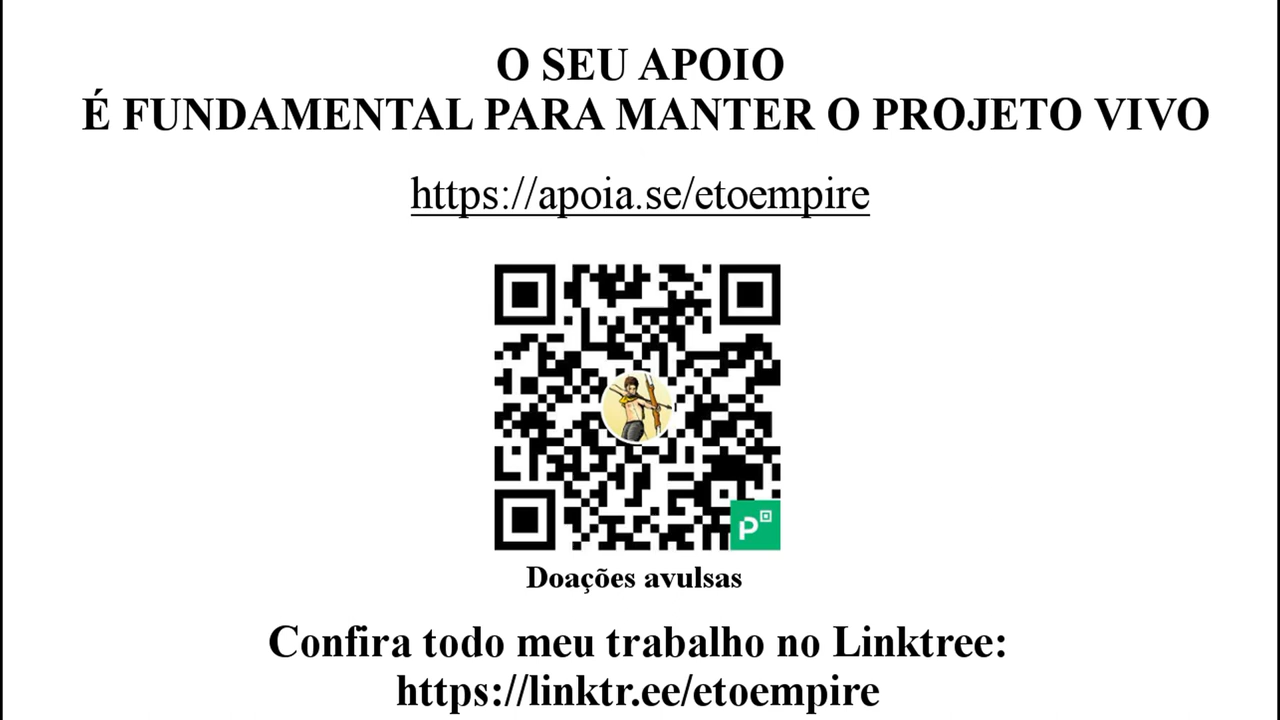 O SEU APOIO
É FUNDAMENTAL PARA MANTER O PROJETO VIVO
https://apoia.se/etoempire
P
Doações avulsas
Confira todo meu trabalho no Linktree:
https://linktr.ee/etoempire